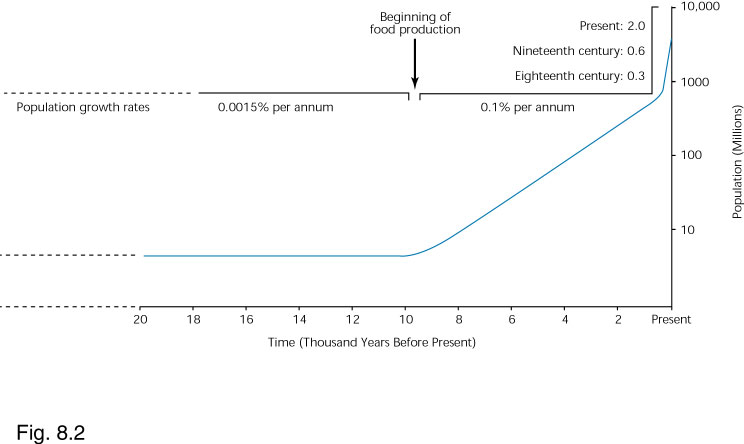 Beginning of
food production
Present: 2.0
Nineteenth century: 0.6
Eighteenth century: 0.3
Population growth rates
0.0015% per annum
0.1% per annum
10,000
1000
100
10
Population (Millions)
20 18 16 14 12 10 8 6 4 2 Present
Time (Thousand Years Before Present)
Fig. 8.2